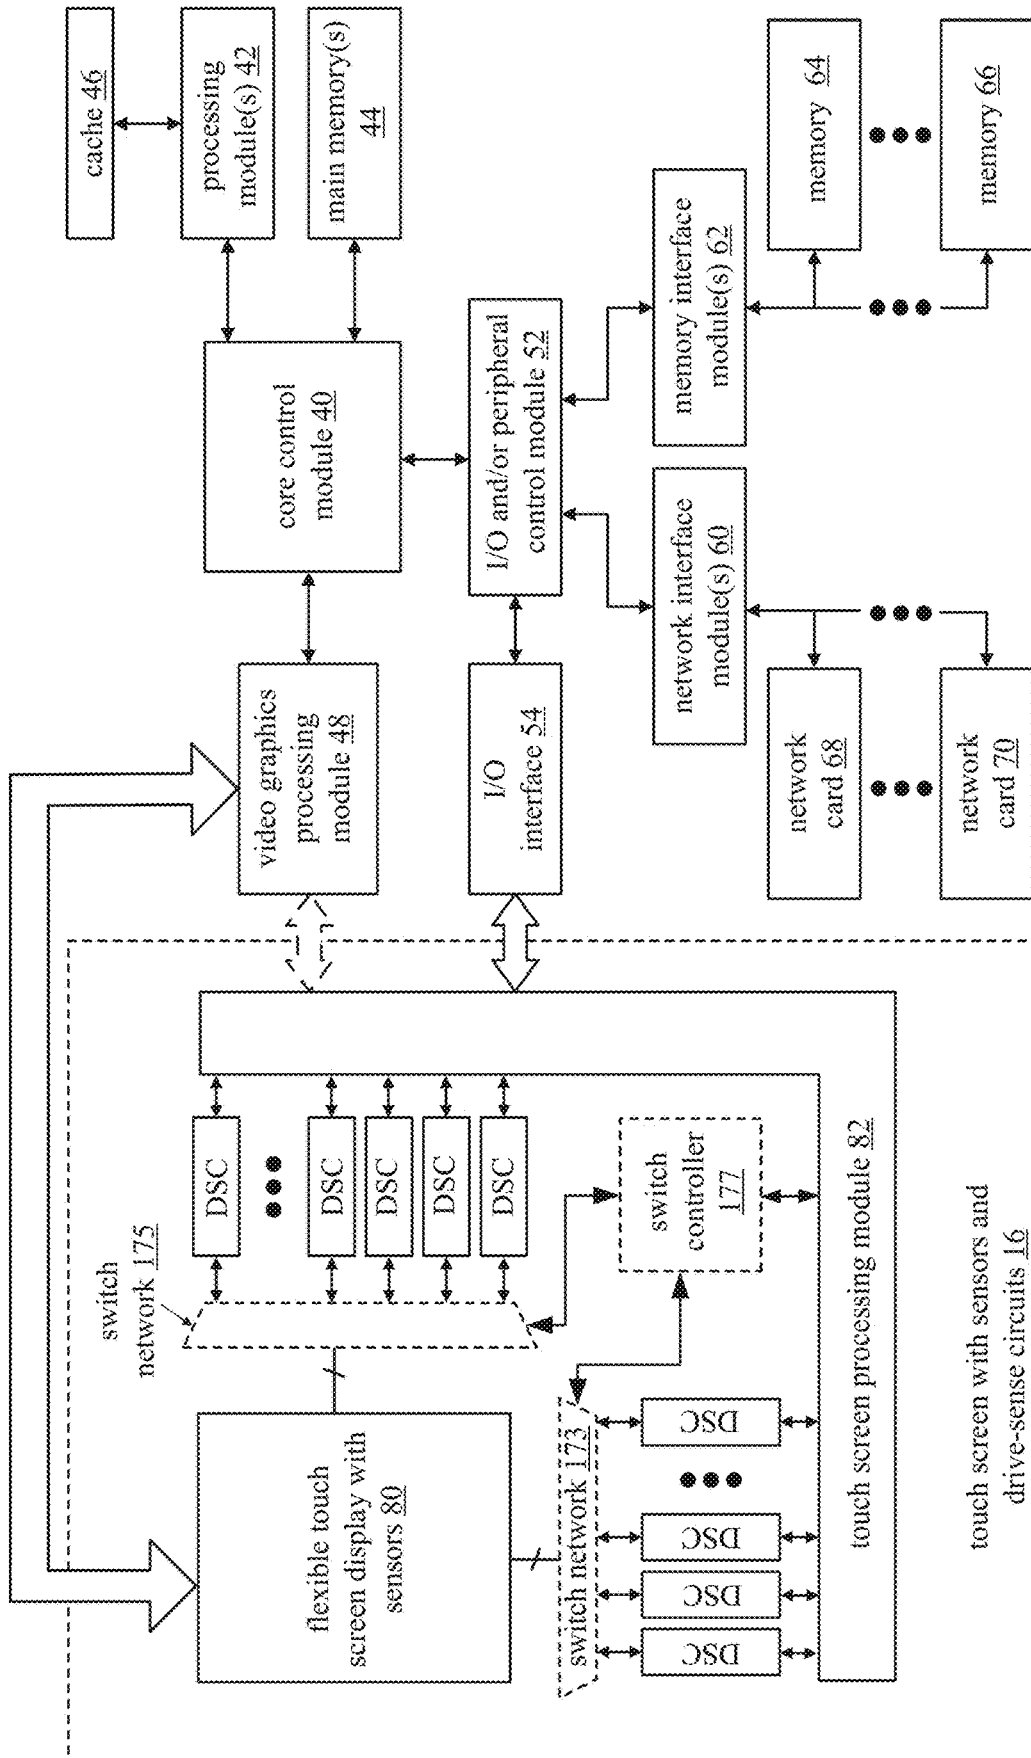 cache 46
processing
module(s) 42
main memory(s)
44
core control
module 40
video graphics
processing
module 48
I/O and/or peripheral
control module 52
I/O
interface 54
memory interface
module(s) 62
network interface
module(s) 60
memory 64
memory 66
network
card 68
network
card 70
switch
network 175
DSC
DSC
DSC
DSC
DSC
flexible touch
screen display with
sensors 80
switch
controller
177
switch network 173
DSC
DSC
DSC
DSC
touch screen processing module 82
touch screen with sensors and
drive-sense circuits 16